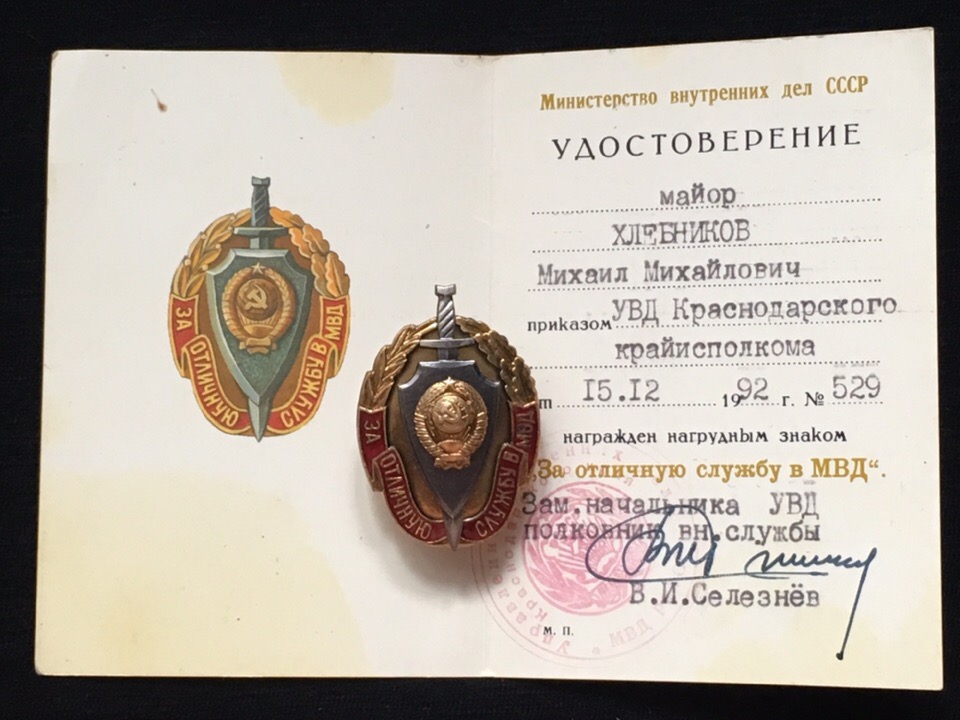 ЗА ОТЛИЧНУЮ СЛУЖБУ В МВД
ЗА ОТЛИЧНУЮ СЛУЖБУ В МВД
Министерство внутренних дел СССР
УДОСТОВЕРЕНИЕ
майор
ХЛЕБНИКОВ
Михаил Михайлович
приказом УВД Краснодарского
крайисполкома
от 15.12 1992 г. № 529
награжден нагрудным знаком
„За отличную службу в МВД“.
Зам.начальника УВД
полковник вн.службы
В.И.Селезнёв
М. П.
МВД